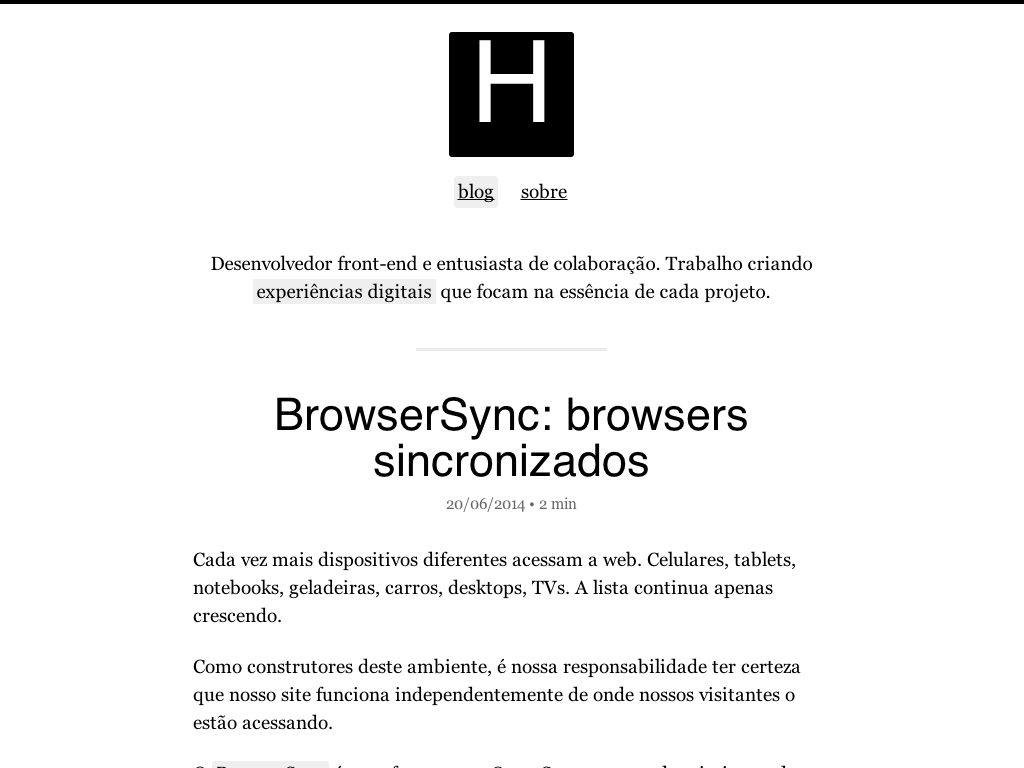 H
blog sobre
Desenvolvedor front-end e entusiasta de colaboração. Trabalho criando
experiências digitais que focam na essência de cada projeto.
BrowserSync: browsers
sincronizados
20/06/2014 • 2 min
Cada vez mais dispositivos diferentes acessam a web. Celulares, tablets,
notebooks, geladeiras, carros, desktops, TVs. A lista continua apenas
crescendo.
Como construtores deste ambiente, é nossa responsabilidade ter certeza
que nosso site funciona independentemente de onde nossos visitantes o
estão acessando.